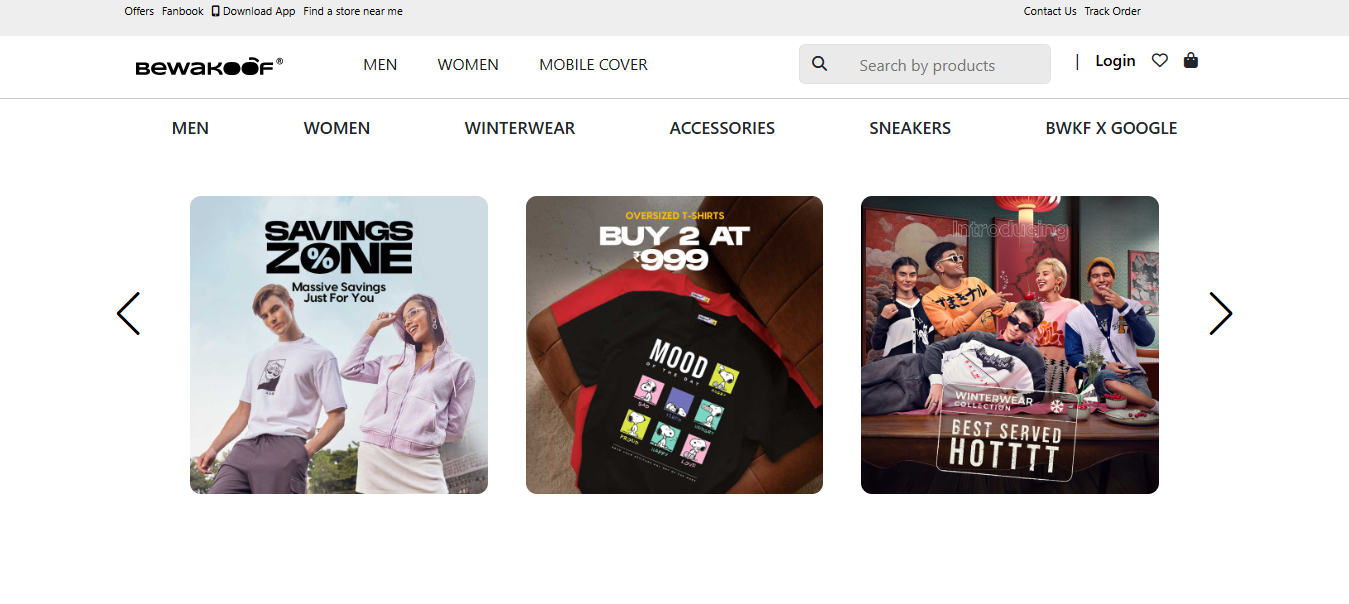 Offers Fanbook Download App Find a store near me Contact Us Track Order
BEWAKOOF®
MEN WOMEN MOBILE COVER
Search by products
| Login
MEN WOMEN WINTERWEAR ACCESSORIES SNEAKERS BWKF X GOOGLE
SAVINGS
ZONE
%
Massive Savings
Just For You
OVERSIZED T-SHIRTS
BUY 2 AT
₹999
MOOD
OF THE DAY
SAD
HAPPY
PROUD
LOVE
Introducing
WINTERWEAR
COLLECTION
BEST SERVED
HOTTTT